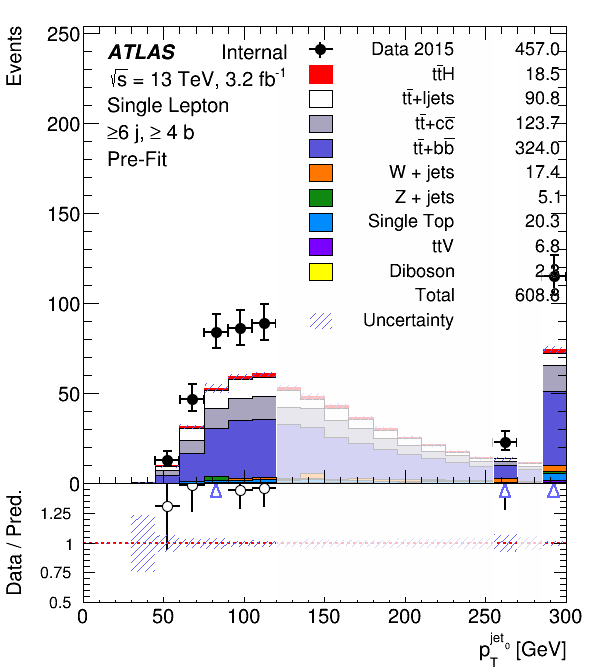 Events
250
200
150
100
50
0
ATLAS Internal
√s = 13 TeV, 3.2 fb⁻¹
Single Lepton
≥6 j, ≥ 4 b
Pre-Fit
Data 2015 457.0
tt̄H 18.5
tt̄+ljets 90.8
tt̄+cc̄ 123.7
tt̄+bb̄ 324.0
W + jets 17.4
Z + jets 5.1
Single Top 20.3
ttV 6.8
Diboson
Total 608.8
Uncertainty
Data / Pred.
1.25
1
0.75
0.5
0 50 100 150 200 250 300
p_T^jet₀ [GeV]